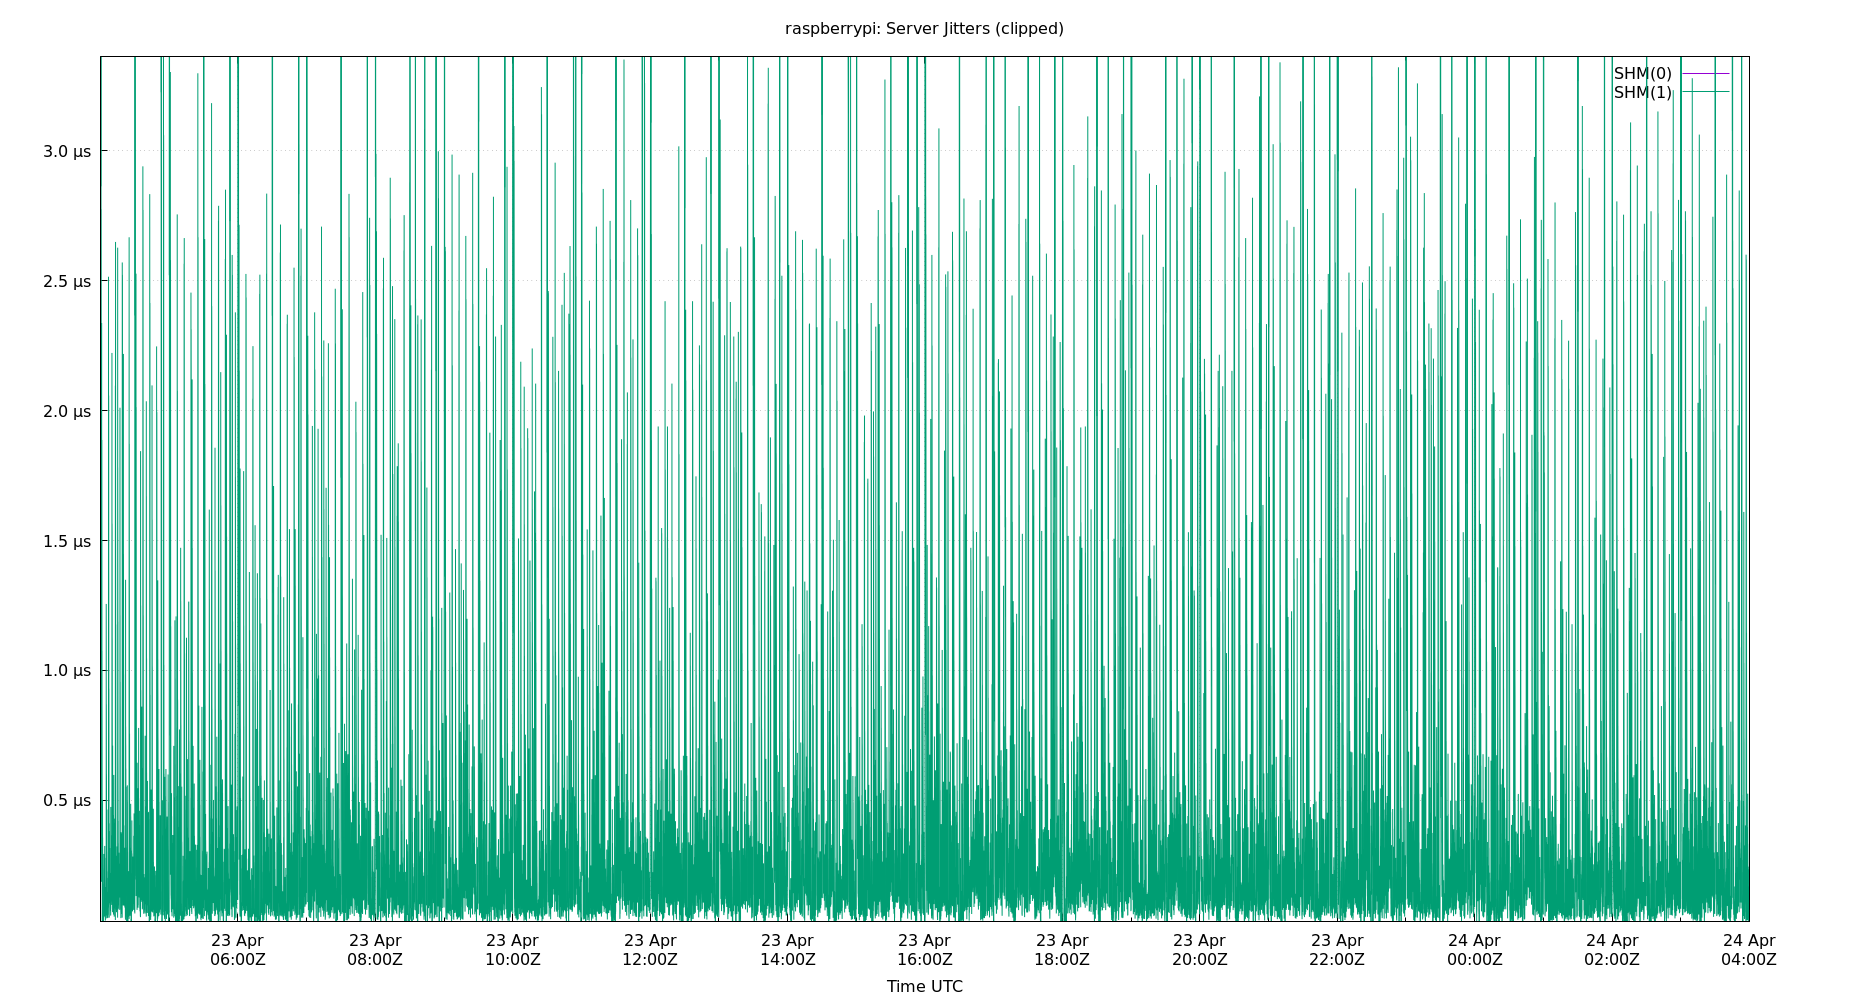 raspberrypi: Server Jitters (clipped)
SHM(0)
SHM(1)
3.0 µs
2.5 µs
2.0 µs
1.5 µs
1.0 µs
0.5 µs
23 Apr 23 Apr 23 Apr 23 Apr 23 Apr 23 Apr 23 Apr 23 Apr 23 Apr 24 Apr 24 Apr 24 Apr
06:00Z 08:00Z 10:00Z 12:00Z 14:00Z 16:00Z 18:00Z 20:00Z 22:00Z 00:00Z 02:00Z 04:00Z
Time UTC